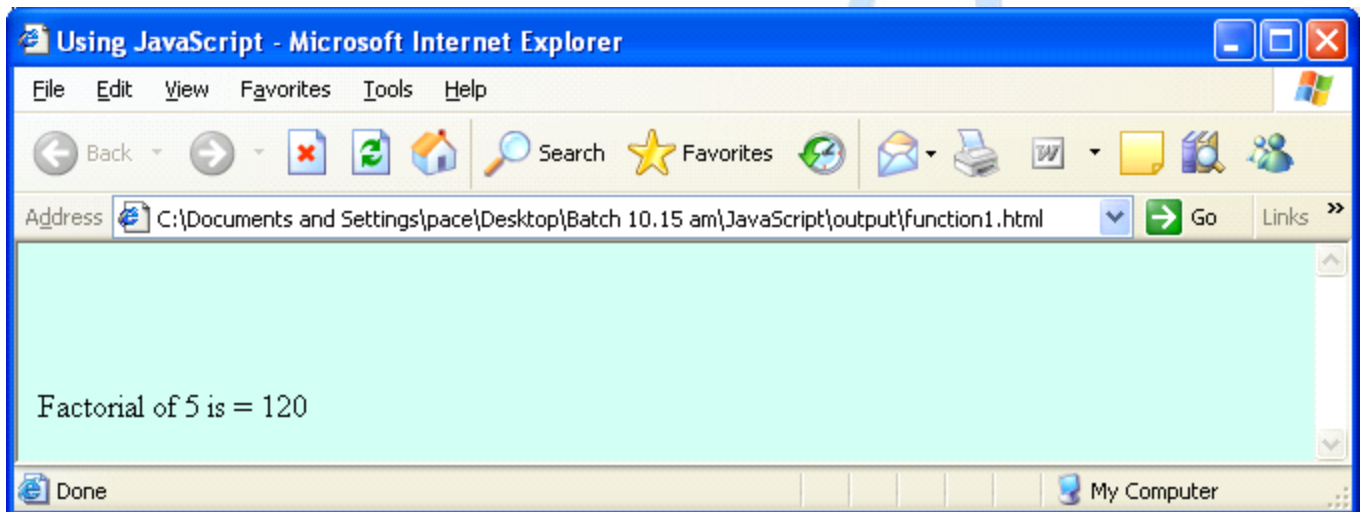 Using JavaScript - Microsoft Internet Explorer
File Edit View Favorites Tools Help
Back Search Favorites W
Address C:\Documents and Settings\pace\Desktop\Batch 10.15 am\JavaScript\output\function1.html Go Links »
Factorial of 5 is = 120
Done My Computer